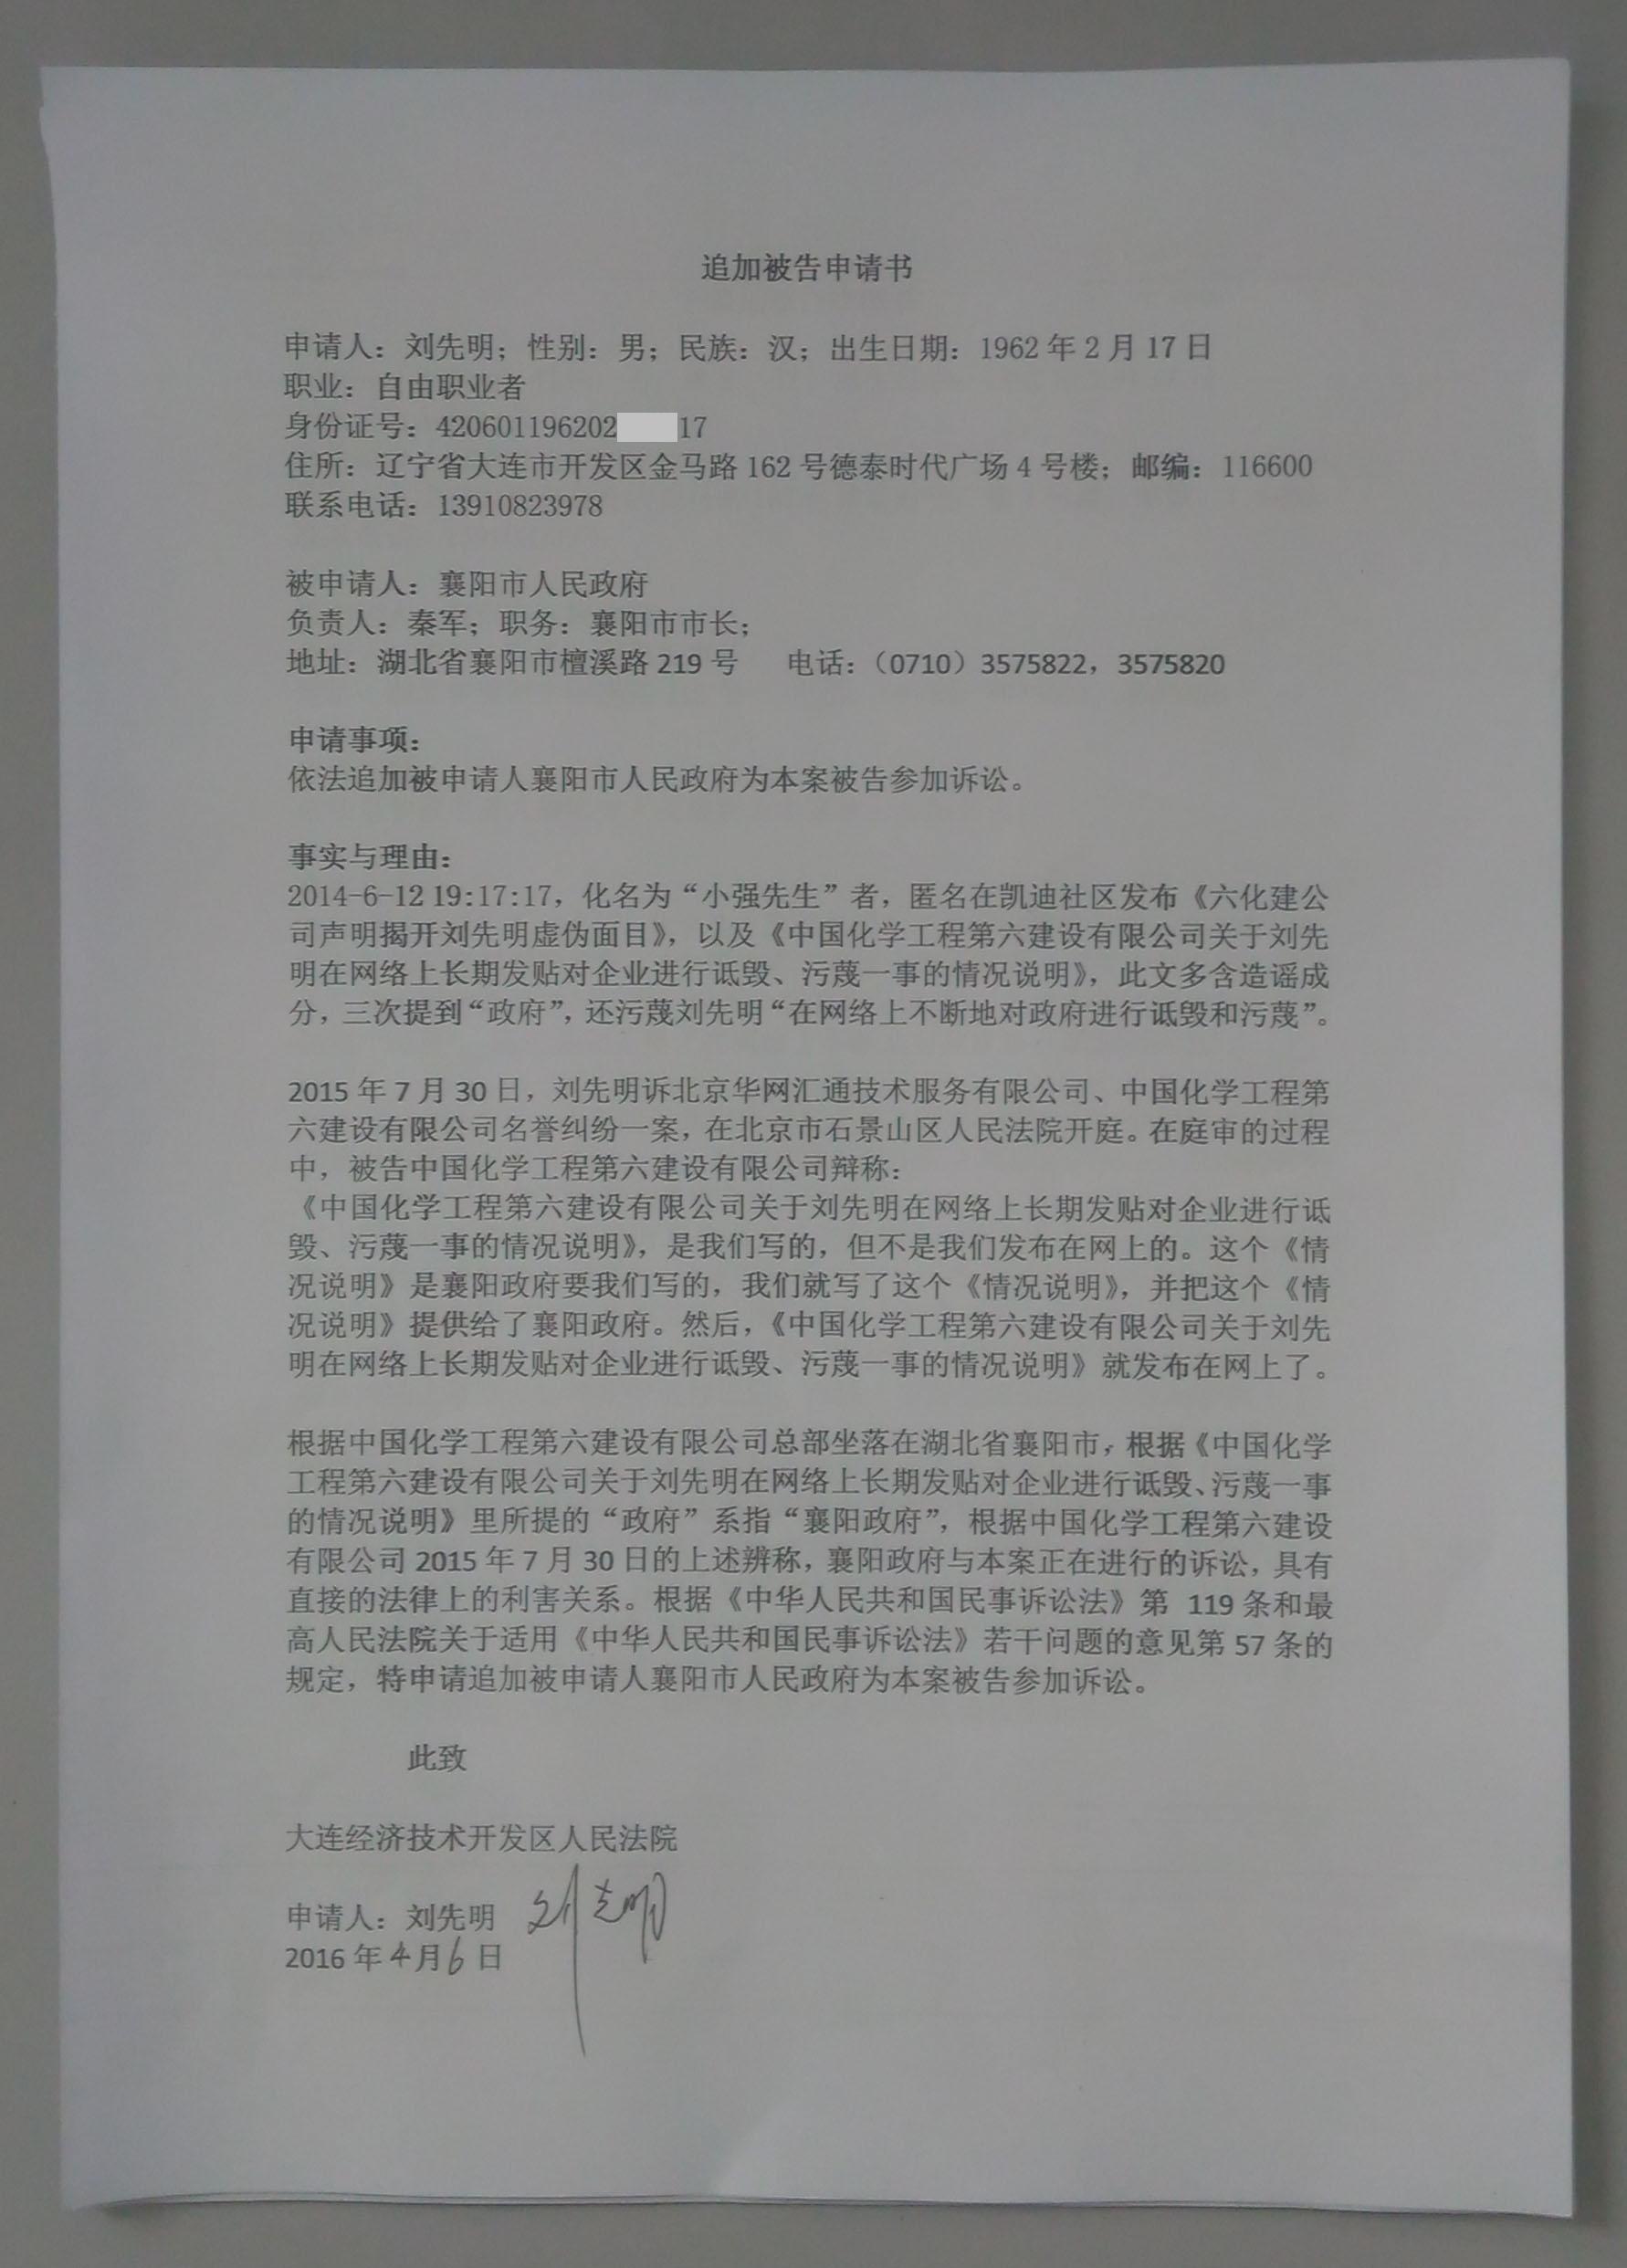 追加被告申请书
申请人：刘先明；性别：男；民族：汉；出生日期：1962 年 2 月 17 日
职业：自由职业者
身份证号：420601196202 17
住所：辽宁省大连市开发区金马路 162 号德泰时代广场 4 号楼；邮编：116600
联系电话：13910823978
被申请人：襄阳市人民政府
负责人：秦军；职务：襄阳市市长；
地址：湖北省襄阳市檀溪路 219 号 电话：（0710）3575822，3575820
申请事项：
依法追加被申请人襄阳市人民政府为本案被告参加诉讼。
事实与理由：
2014-6-12 19:17:17，化名为“小强先生”者，匿名在凯迪社区发布《六化建公
司声明揭开刘先明虚伪面目》，以及《中国化学工程第六建设有限公司关于刘先
明在网络上长期发贴对企业进行诋毁、污蔑一事的情况说明》，此文多含造谣成
分，三次提到“政府”，还污蔑刘先明“在网络上不断地对政府进行诋毁和污蔑”。
2015 年 7 月 30 日，刘先明诉北京华网汇通技术服务有限公司、中国化学工程第
六建设有限公司名誉纠纷一案，在北京市石景山区人民法院开庭。在庭审的过程
中，被告中国化学工程第六建设有限公司辩称：
《中国化学工程第六建设有限公司关于刘先明在网络上长期发贴对企业进行诋
毁、污蔑一事的情况说明》，是我们写的，但不是我们发布在网上的。这个《情
况说明》是襄阳政府要我们写的，我们就写了这个《情况说明》，并把这个《情
况说明》提供给了襄阳政府。然后，《中国化学工程第六建设有限公司关于刘先
明在网络上长期发贴对企业进行诋毁、污蔑一事的情况说明》就发布在网上了。
根据中国化学工程第六建设有限公司总部坐落在湖北省襄阳市，根据《中国化学
工程第六建设有限公司关于刘先明在网络上长期发贴对企业进行诋毁、污蔑一事
的情况说明》里所提的“政府”系指“襄阳政府”，根据中国化学工程第六建设
有限公司 2015 年 7 月 30 日的上述辨称，襄阳政府与本案正在进行的诉讼，具有
直接的法律上的利害关系。根据《中华人民共和国民事诉讼法》第 119 条和最
高人民法院关于适用《中华人民共和国民事诉讼法》若干问题的意见第 57 条的
规定，特申请追加被申请人襄阳市人民政府为本案被告参加诉讼。
此致
大连经济技术开发区人民法院
申请人：刘先明 刘先明
2016 年 4 月 6 日